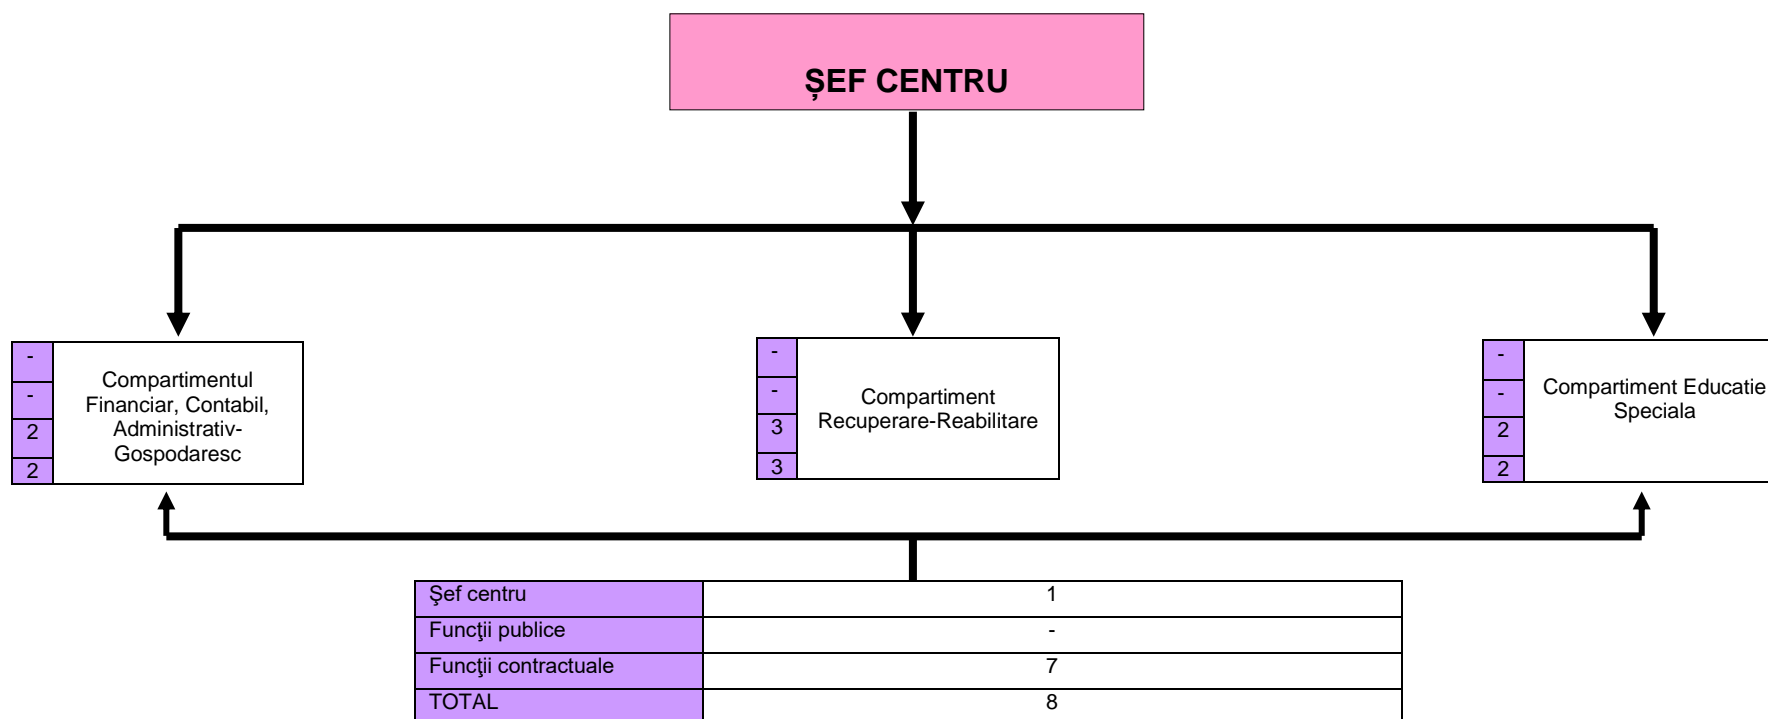 ȘEF CENTRU
-
-
2
2
Compartimentul
Financiar, Contabil,
Administrativ-
Gospodaresc
-
-
3
3
Compartiment
Recuperare-Reabilitare
-
-
2
2
Compartiment Educatie
Speciala
Şef centru 1
Funcţii publice -
Funcţii contractuale 7
TOTAL 8